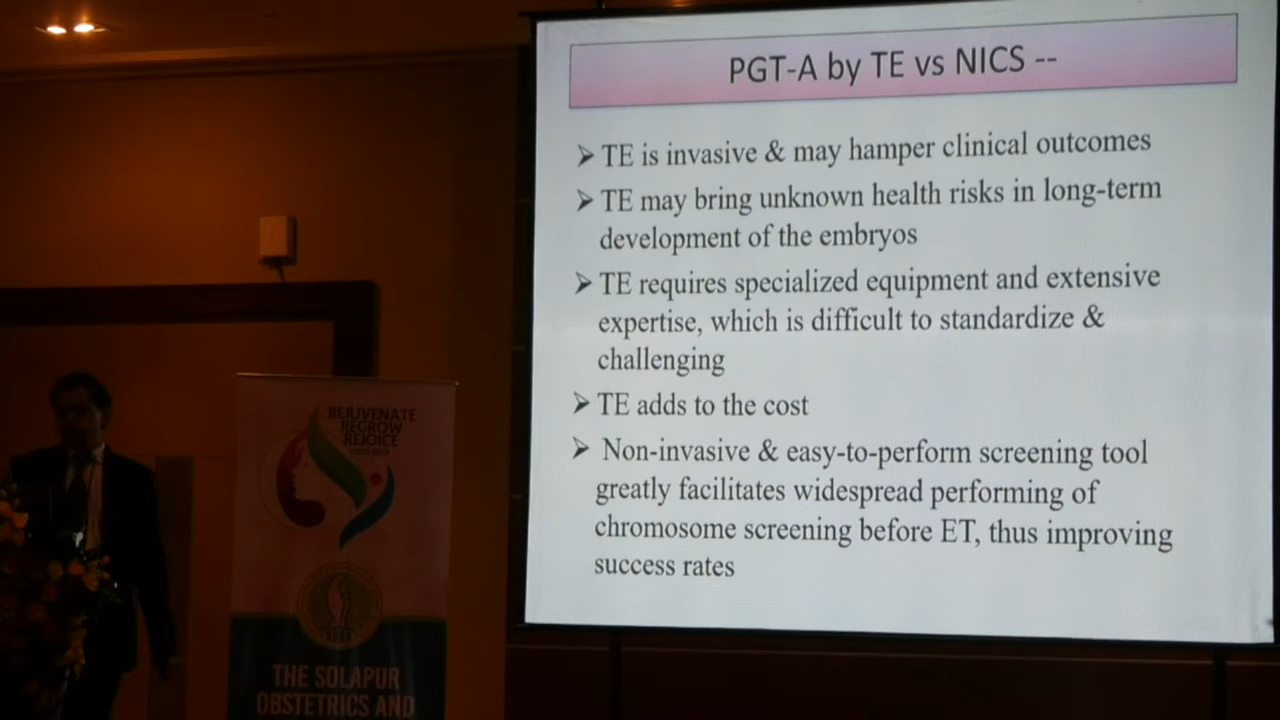 PGT-A by TE vs NICS --
➤ TE is invasive & may hamper clinical outcomes
➤ TE may bring unknown health risks in long-term
development of the embryos
➤ TE requires specialized equipment and extensive
expertise, which is difficult to standardize &
challenging
➤ TE adds to the cost
➤ Non-invasive & easy-to-perform screening tool
greatly facilitates widespread performing of
chromosome screening before ET, thus improving
success rates
REJUVENATE
REGROW
REJOICE
THE SOLAPUR
OBSTETRICS AND